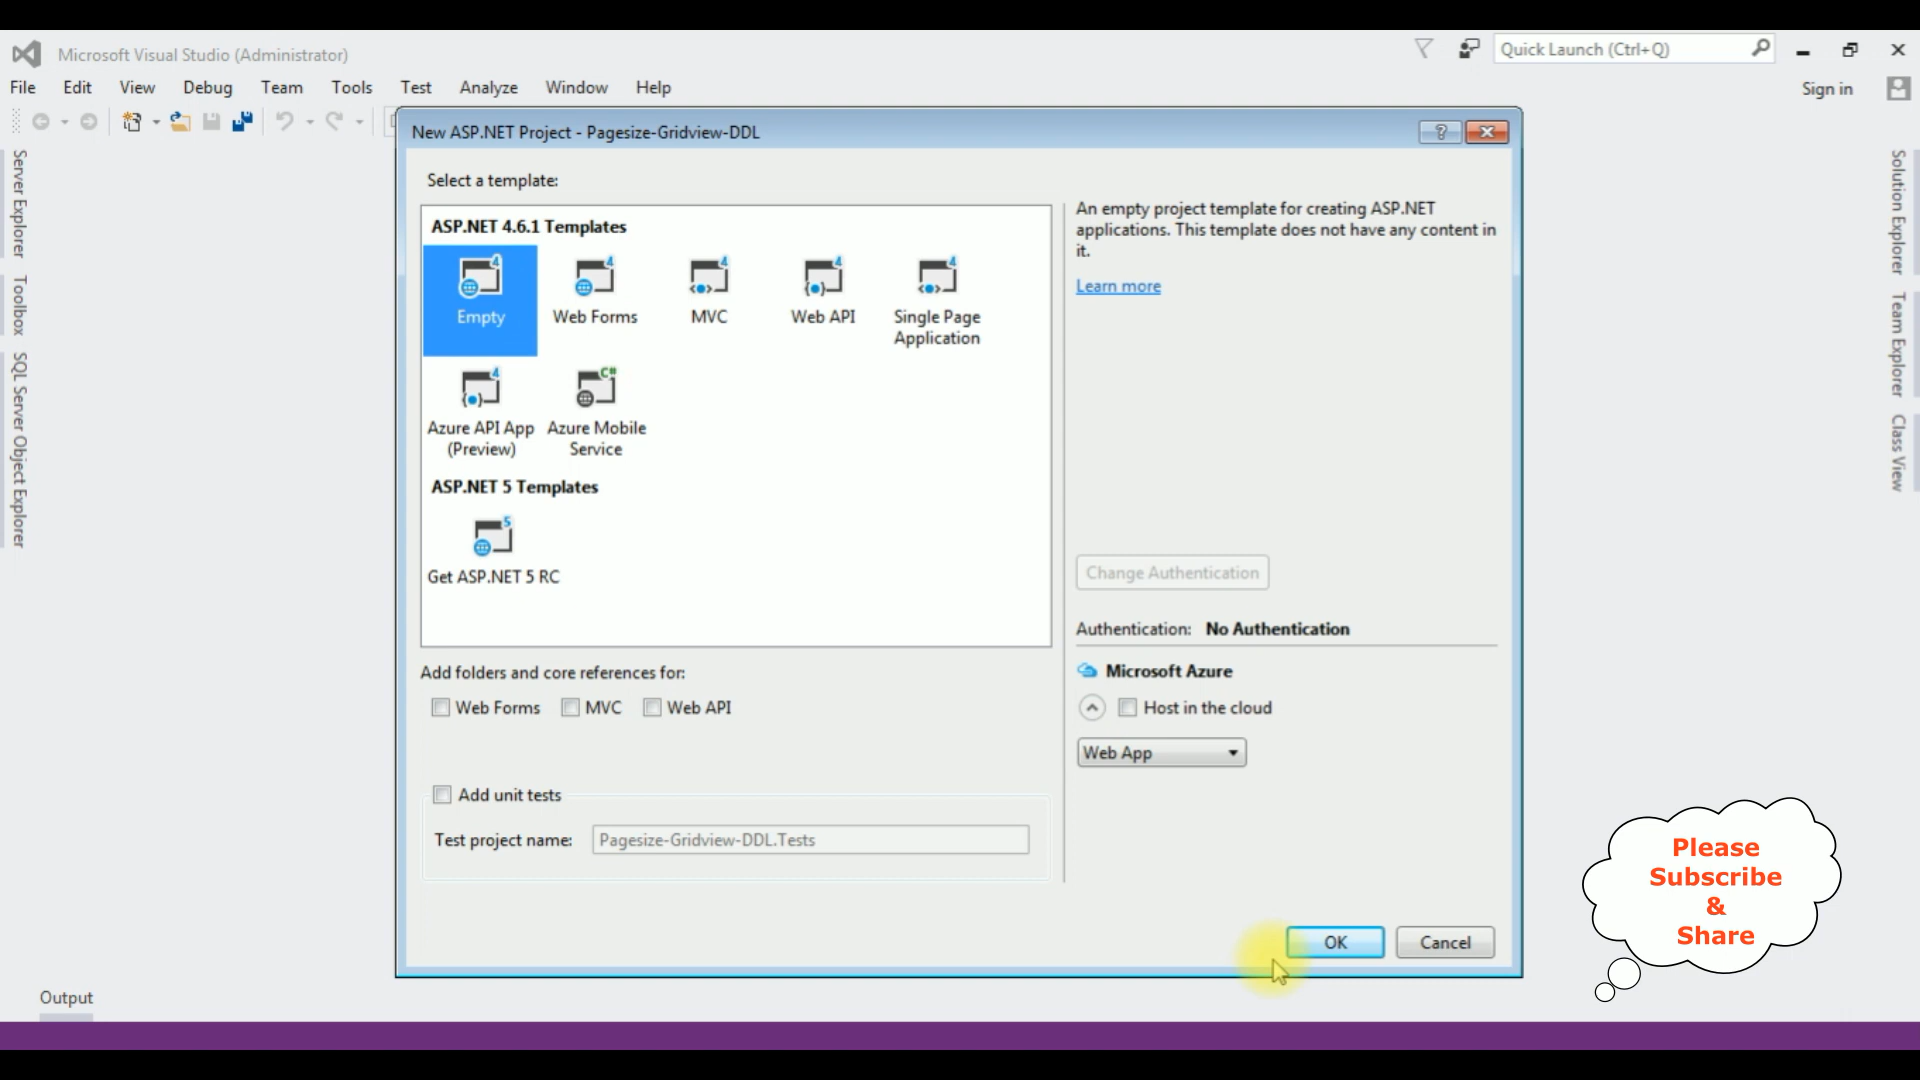 Microsoft Visual Studio (Administrator)
Quick Launch (Ctrl+Q)
File Edit View Debug Team Tools Test Analyze Window Help
Sign in
Server Explorer
Toolbox
SQL Server Object Explorer
New ASP.NET Project - Pagesize-Gridview-DDL
?
Select a template:
ASP.NET 4.6.1 Templates
Empty
Web Forms
MVC
Web API
Single Page
Application
Azure API App
(Preview)
Azure Mobile
Service
ASP.NET 5 Templates
Get ASP.NET 5 RC
An empty project template for creating ASP.NET
applications. This template does not have any content in
it.
Learn more
Change Authentication
Authentication: No Authentication
Microsoft Azure
Host in the cloud
Web App
Add folders and core references for:
Web Forms MVC Web API
Add unit tests
Test project name: Pagesize-Gridview-DDL.Tests
OK Cancel
Solution Explorer
Team Explorer
Class View
Please
Subscribe
&
Share
Output